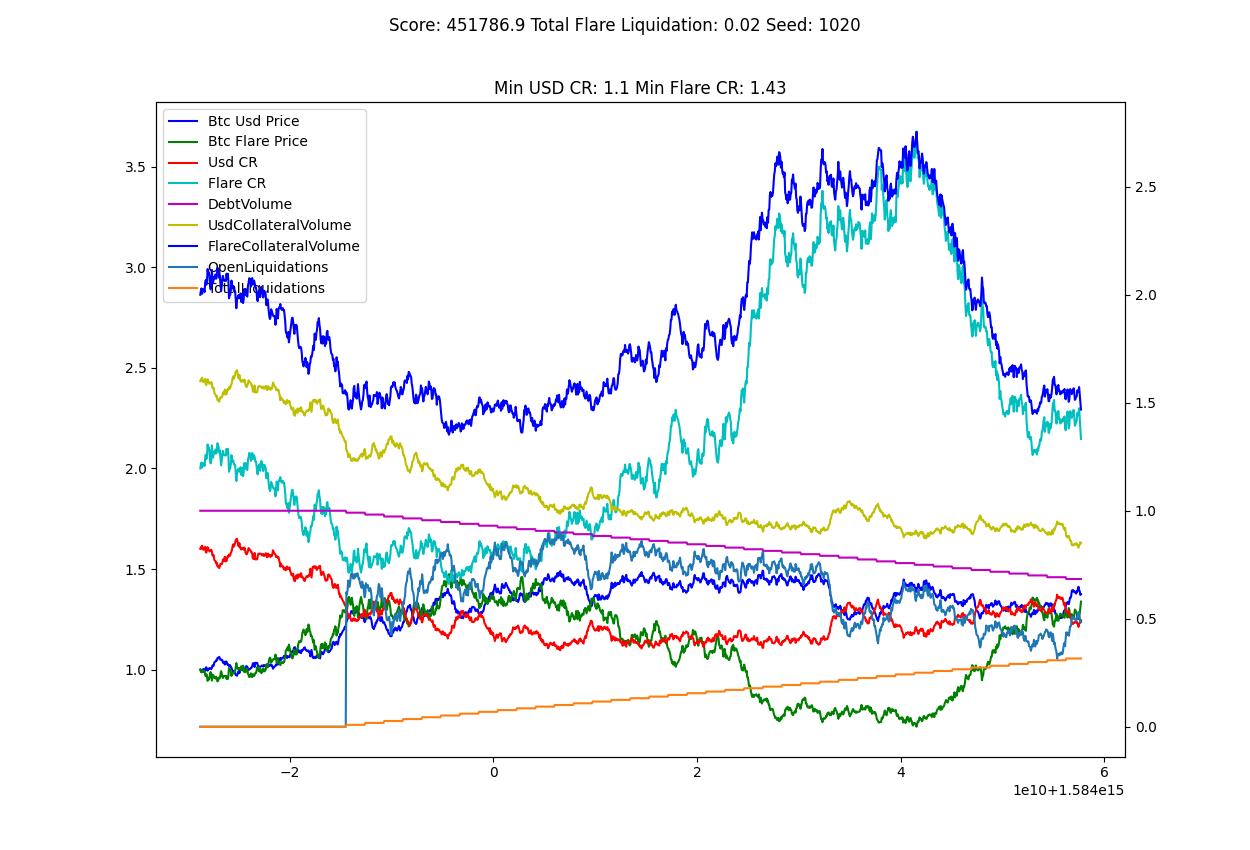 Score: 451786.9 Total Flare Liquidation: 0.02 Seed: 1020
Min USD CR: 1.1 Min Flare CR: 1.43
Btc Usd Price
Btc Flare Price
Usd CR
Flare CR
DebtVolume
UsdCollateralVolume
FlareCollateralVolume
OpenLiquidations
TotalLiquidations
3.5
3.0
2.5
2.0
1.5
1.0
2.5
2.0
1.5
1.0
0.5
0.0
−2
0
2
4
6
1e10+1.584e15